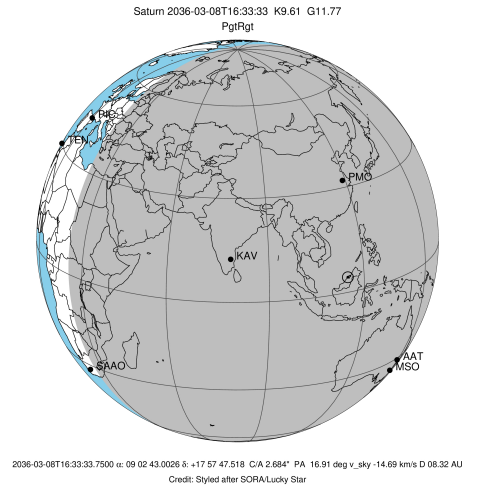 Saturn 2036-03-08T16:33:33 K9.61 G11.77
PgtRgt
PIC
TEN
PMO
KAV
AAT
MSO
SAAO
2036-03-08T16:33:33.7500 α: 09 02 43.0026 δ: +17 57 47.518 C/A 2.684" PA 16.91 deg v_sky -14.69 km/s D 08.32 AU
Credit: Styled after SORA/Lucky Star